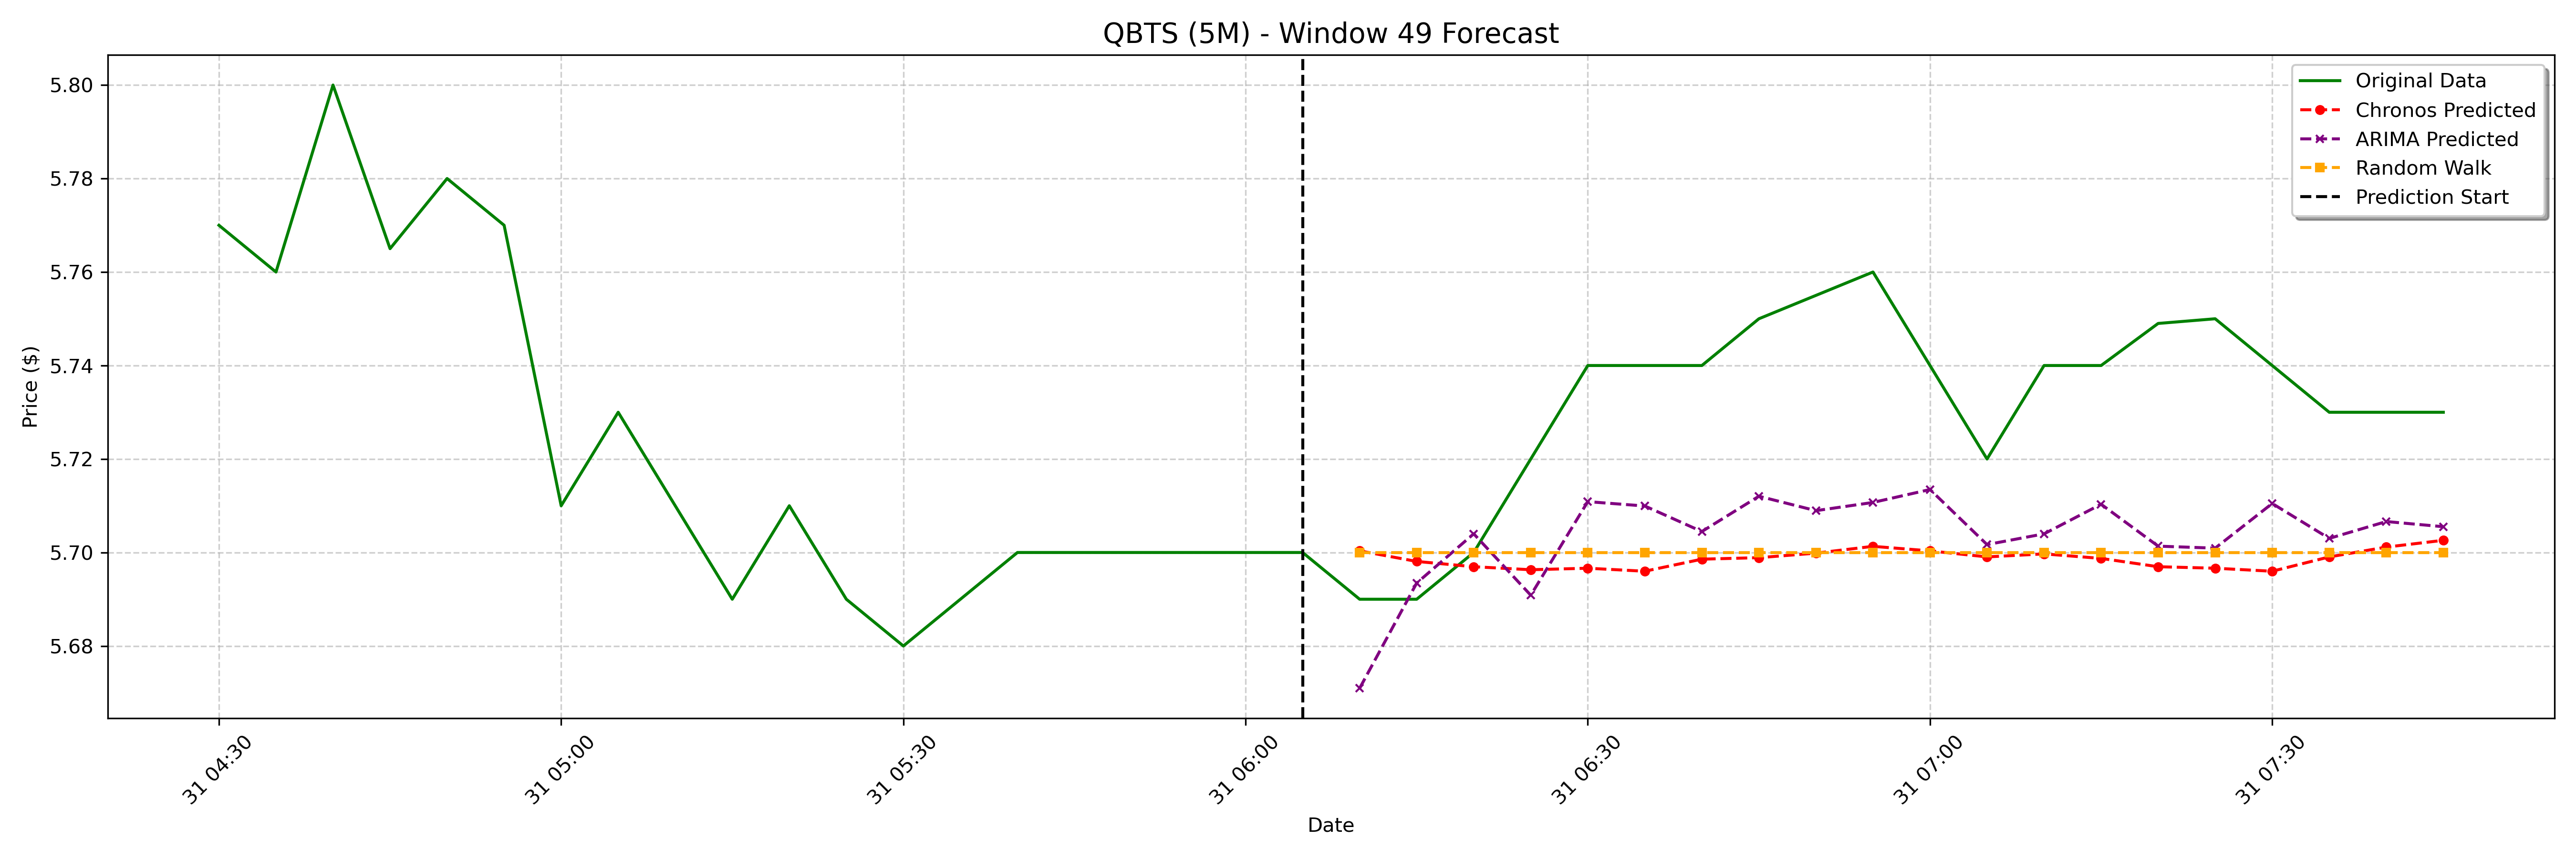 QBTS (5M) - Window 49 Forecast
Original Data
Chronos Predicted
ARIMA Predicted
Random Walk
Prediction Start
Price ($)
5.80
5.78
5.76
5.74
5.72
5.70
5.68
31 04:30
31 05:00
31 05:30
31 06:00
31 06:30
31 07:00
31 07:30
Date